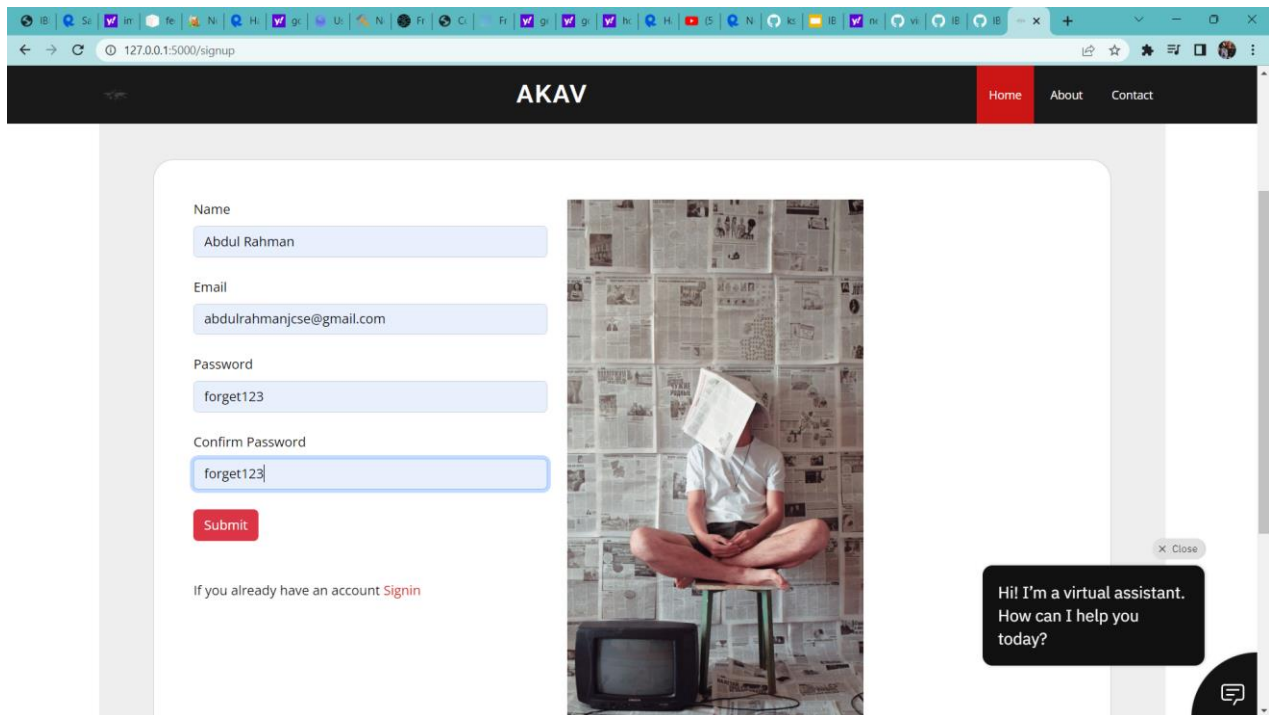 127.0.0.1:5000/signup
AKAV
Home About Contact
Name
Abdul Rahman
Email
abdulrahmanjcse@gmail.com
Password
forget123
Confirm Password
forget123
Submit
If you already have an account Signin
× Close
Hi! I'm a virtual assistant.
How can I help you
today?